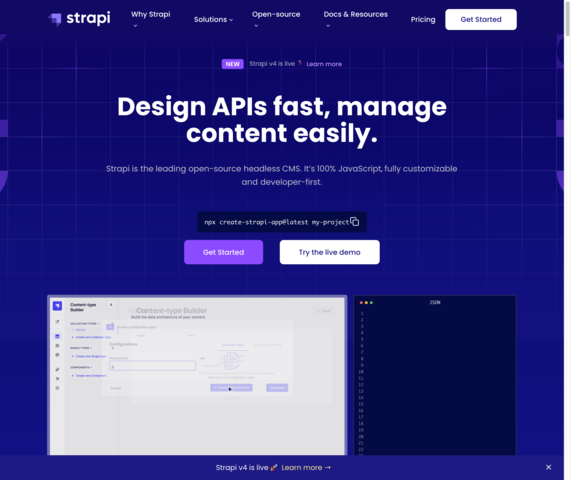 strapi
Why Strapi
Solutions
Open-source
Docs & Resources
Pricing
Get Started
NEW Strapi v4 is live Learn more
Design APIs fast, manage
content easily.
Strapi is the leading open-source headless CMS. It's 100% JavaScript, fully customizable
and developer-first.
npx create-strapi-app@latest my-project
Get Started
Try the live demo
Content-type
Builder
Content-type Builder
Build the data architecture of your content.
Configurations
JSON
1
2
3
4
5
6
7
8
9
10
11
12
13
14
15
16
17
18
19
20
21
Strapi v4 is live 🚀 Learn more →